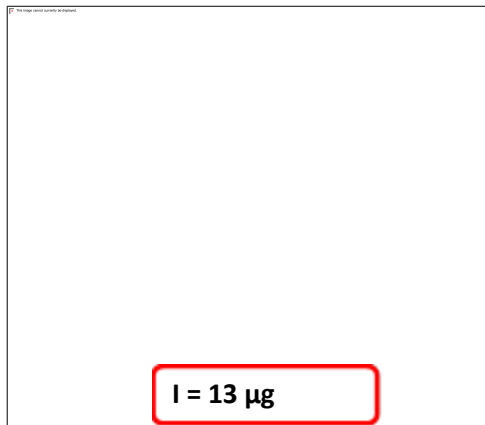 This image cannot currently be displayed.
I = 13 µg